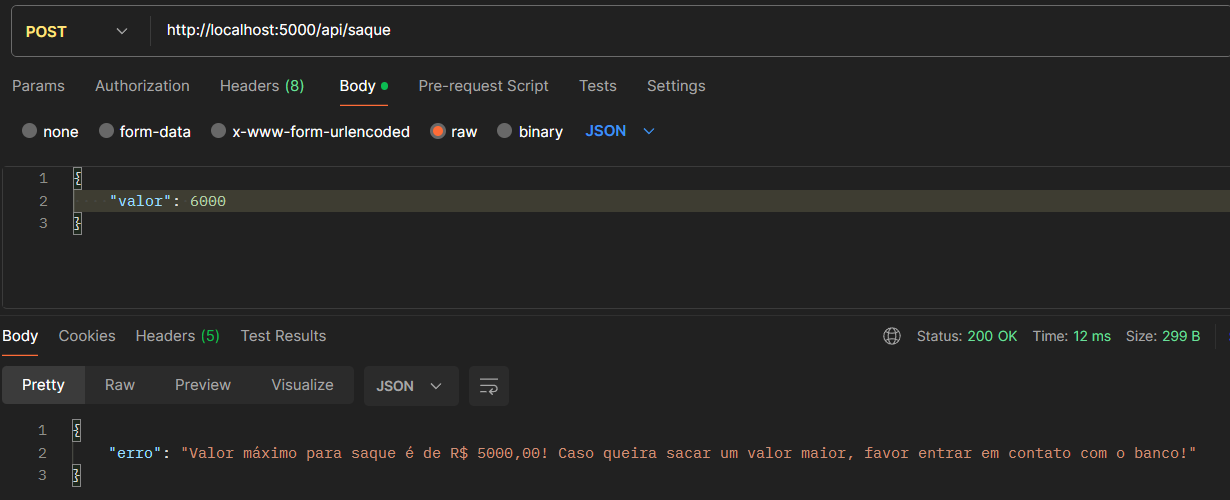 POST http://localhost:5000/api/saque
Params Authorization Headers (8) Body Pre-request Script Tests Settings
none form-data x-www-form-urlencoded raw binary JSON
1 {
2 "valor": 6000
3 }
Body Cookies Headers (5) Test Results Status: 200 OK Time: 12 ms Size: 299 B
Pretty Raw Preview Visualize JSON
1 {
2 "erro": "Valor máximo para saque é de R$ 5000,00! Caso queira sacar um valor maior, favor entrar em contato com o banco!"
3 }